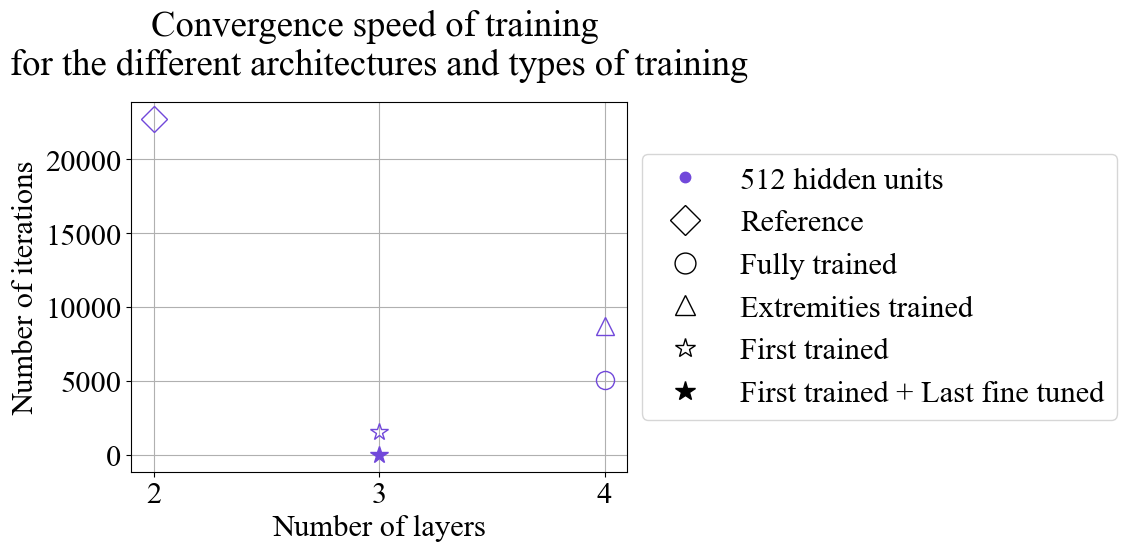 Convergence speed of training
for the different architectures and types of training
Number of iterations
20000
15000
10000
5000
0
2
3
4
Number of layers
512 hidden units
Reference
Fully trained
Extremities trained
First trained
First trained + Last fine tuned